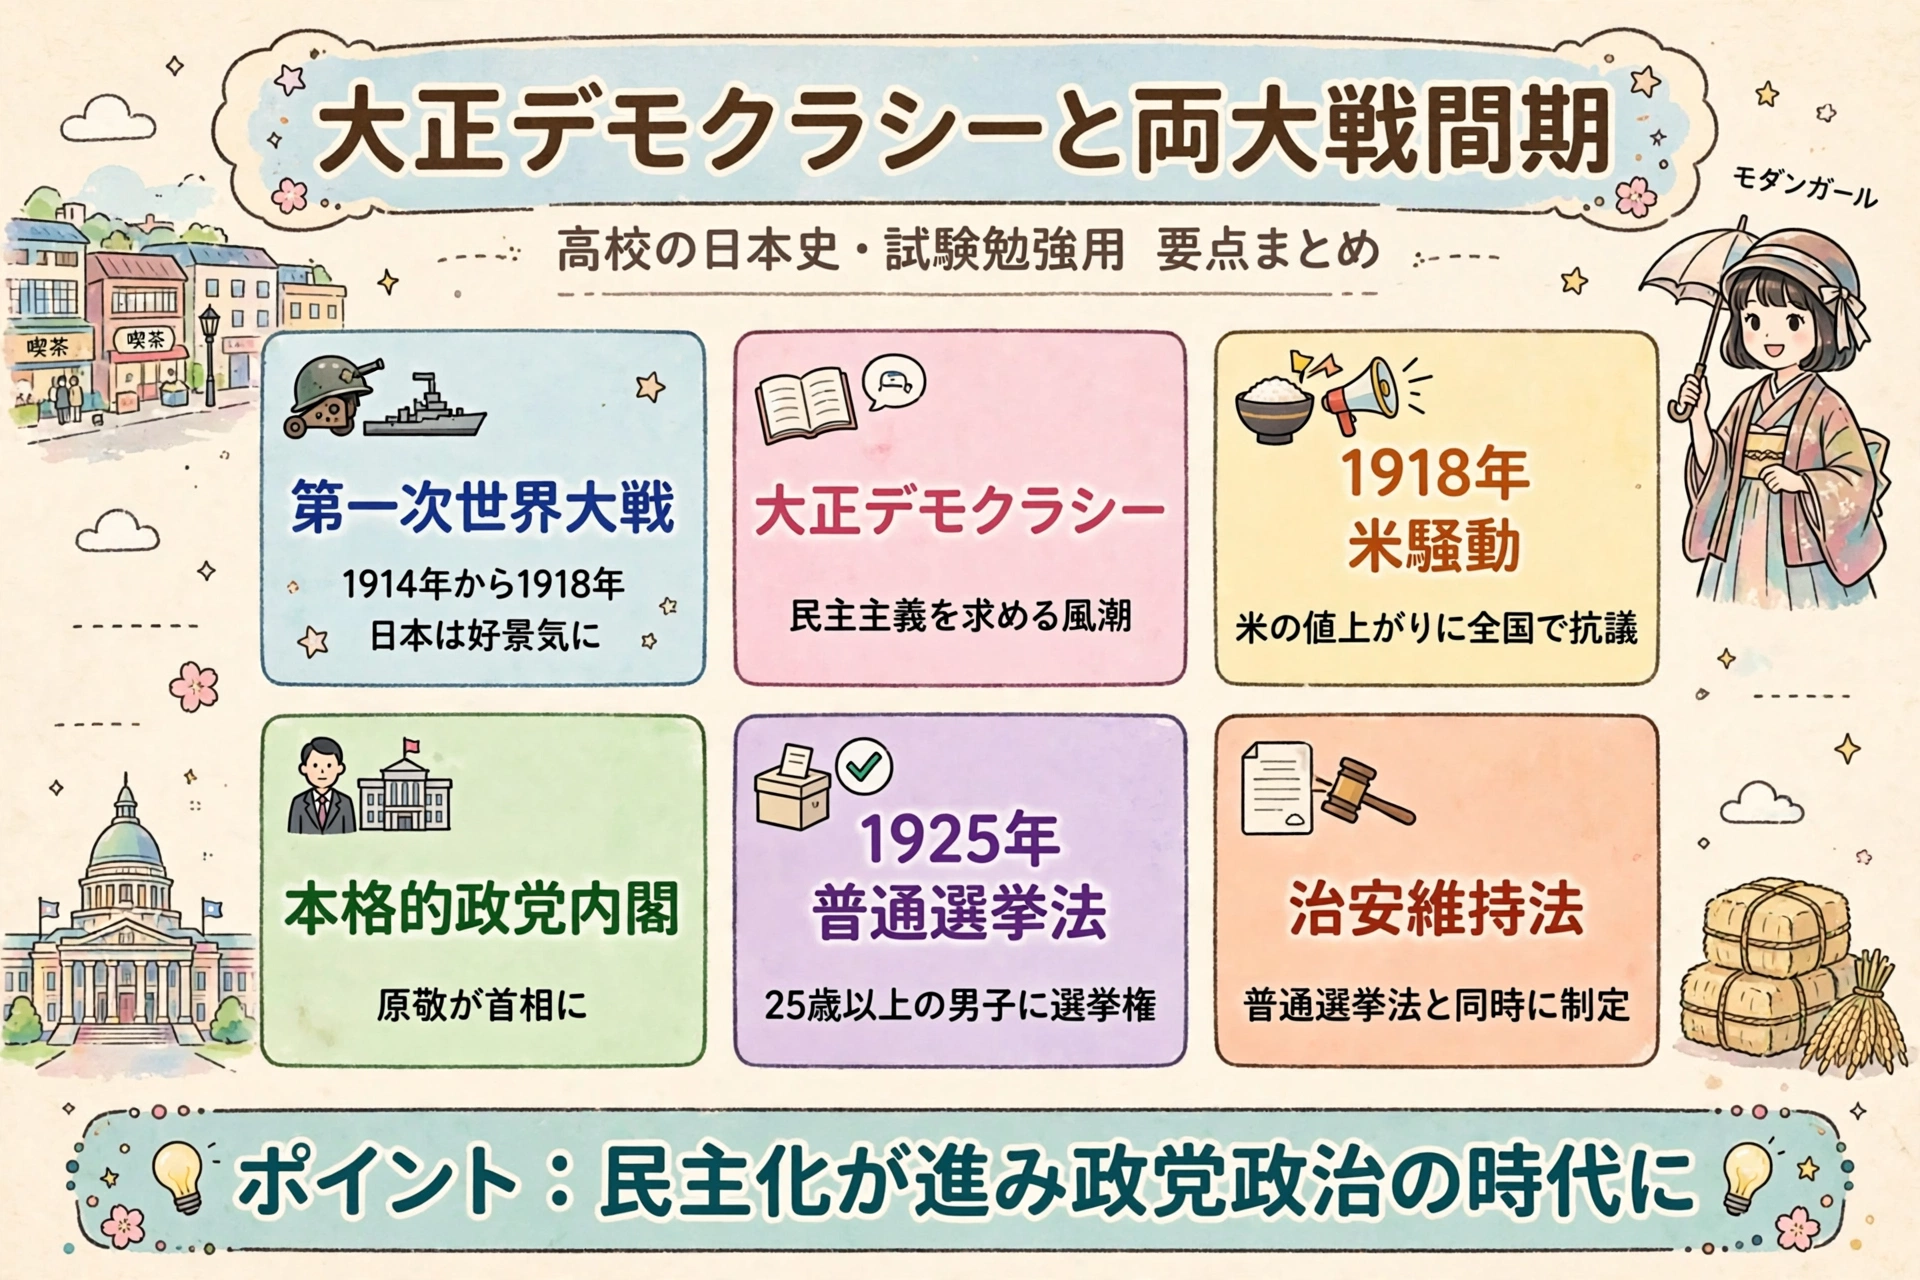 大正デモクラシーと両大戦間期
高校の日本史・試験勉強用 要点まとめ
モダンガール
喫茶
喫茶
第一次世界大戦
1914年から1918年
日本は好景気に
大正デモクラシー
民主主義を求める風潮
1918年
米騒動
米の値上がりに全国で抗議
本格的政党内閣
原敬が首相に
1925年
普通選挙法
25歳以上の男子に選挙権
治安維持法
普通選挙法と同時に制定
ポイント：民主化が進み政党政治の時代に